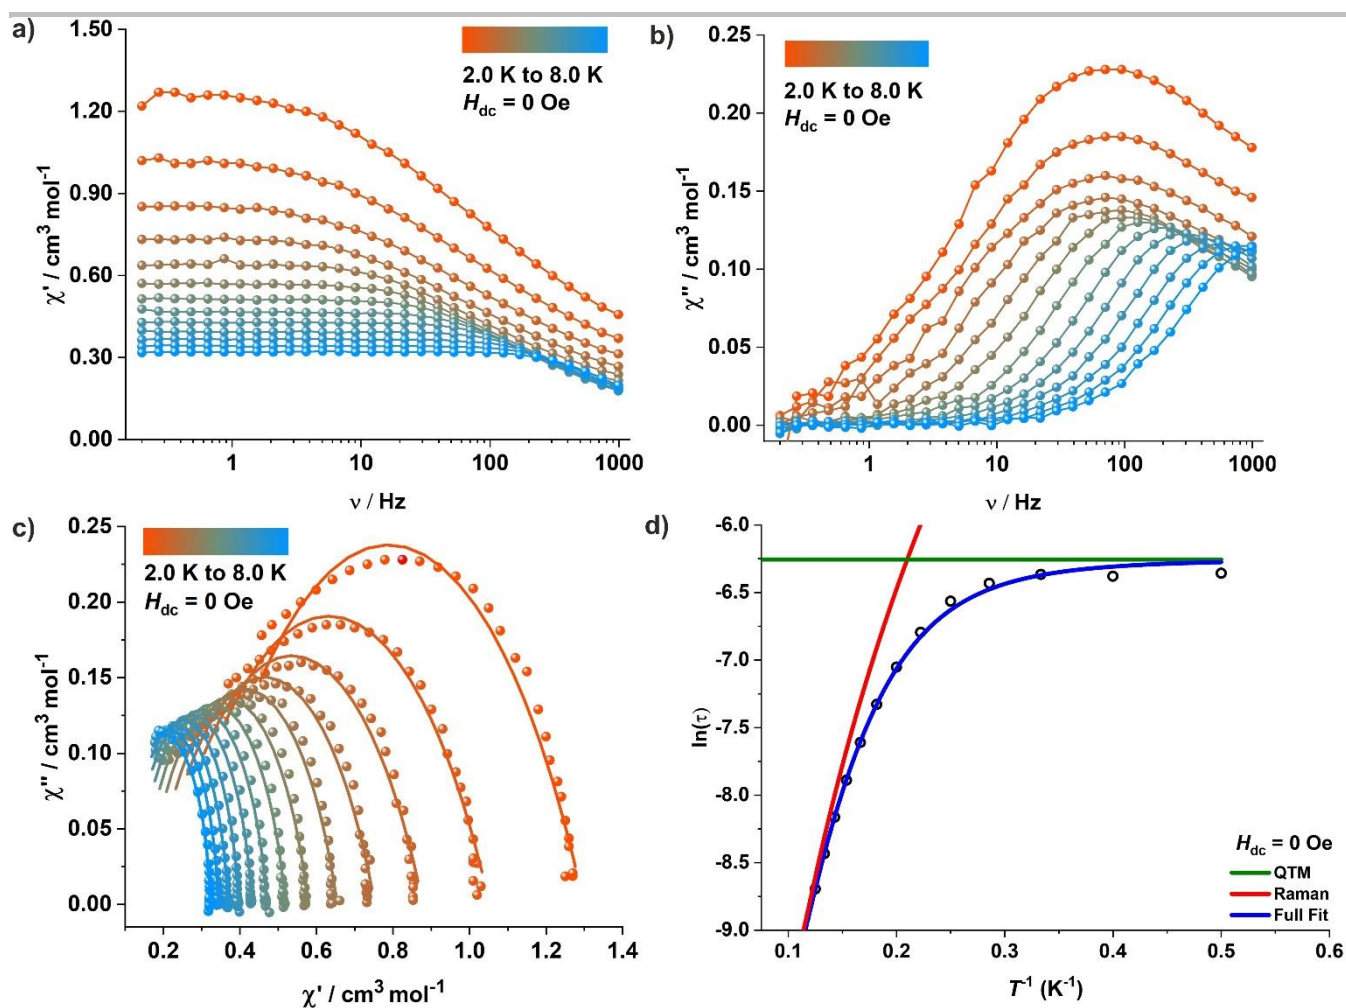 a)
1.50
1.20
0.90
0.60
0.30
0.00
χ' / cm³ mol⁻¹
2.0 K to 8.0 K
Hdc = 0 Oe
1
10
100
1000
ν / Hz
b)
0.25
0.20
0.15
0.10
0.05
0.00
χ'' / cm³ mol⁻¹
2.0 K to 8.0 K
Hdc = 0 Oe
1
10
100
1000
ν / Hz
c)
0.25
0.20
0.15
0.10
0.05
0.00
χ'' / cm³ mol⁻¹
2.0 K to 8.0 K
Hdc = 0 Oe
0.2
0.4
0.6
0.8
1.0
1.2
1.4
χ' / cm³ mol⁻¹
d)
-6.0
-6.5
-7.0
-7.5
-8.0
-8.5
-9.0
ln(τ)
Hdc = 0 Oe
QTM
Raman
Full Fit
0.1
0.2
0.3
0.4
0.5
0.6
T⁻¹ (K⁻¹)